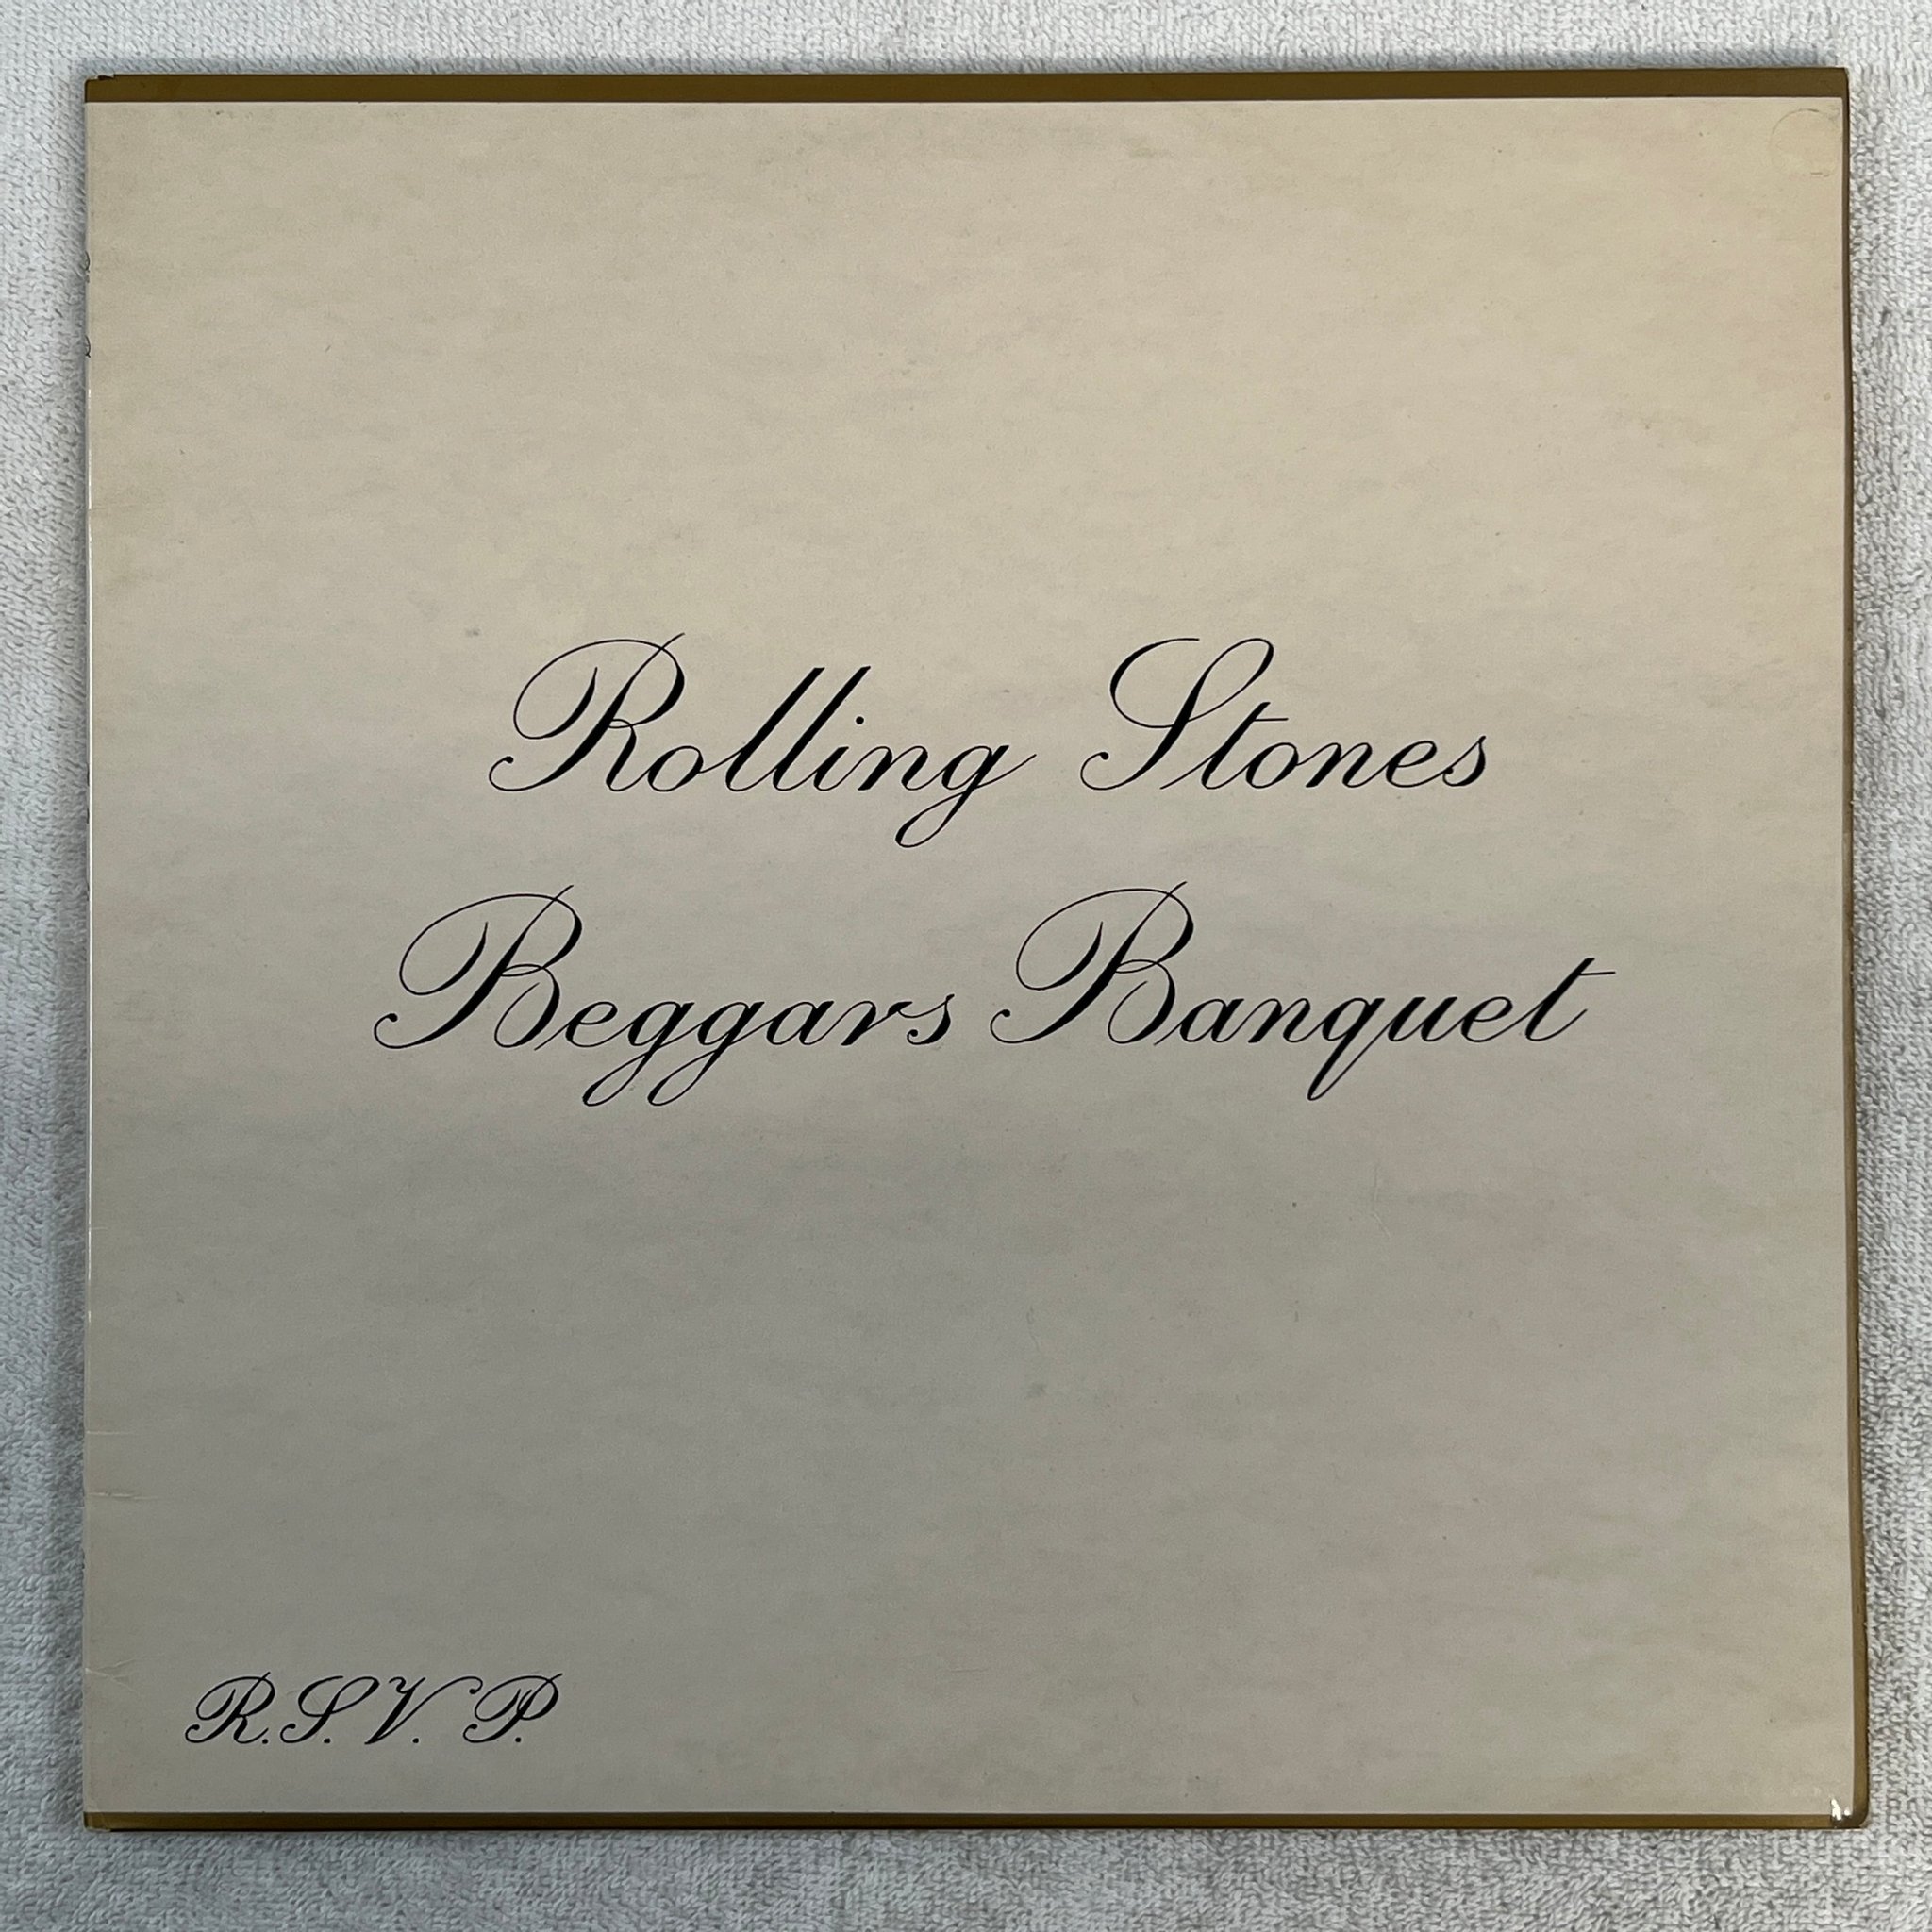 Rolling Stones
Beggars Banquet
R.S.V.P.